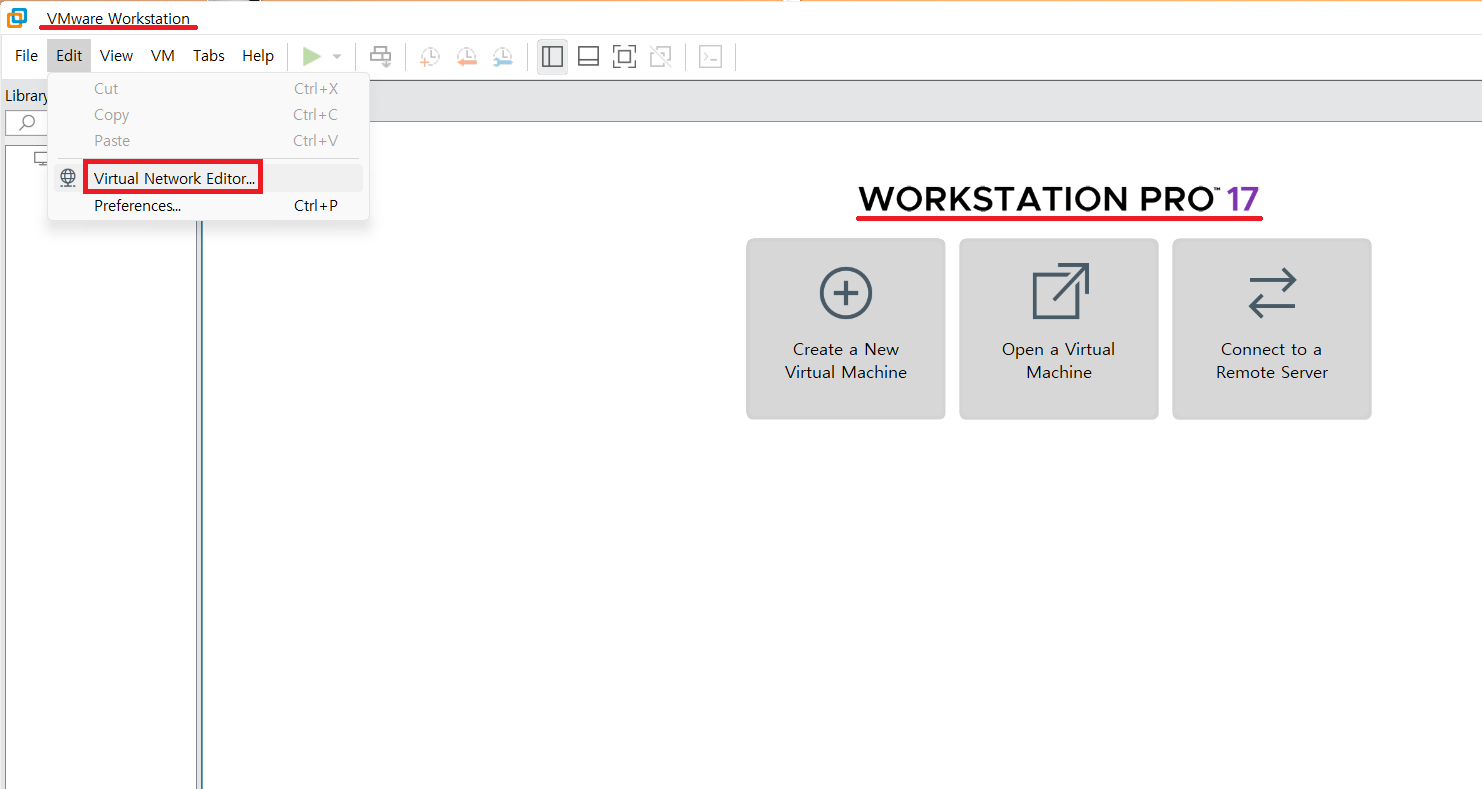 VMware Workstation
File Edit View VM Tabs Help
Library
Cut Ctrl+X
Copy Ctrl+C
Paste Ctrl+V
Virtual Network Editor...
Preferences... Ctrl+P
WORKSTATION PRO™ 17
Create a New
Virtual Machine
Open a Virtual
Machine
Connect to a
Remote Server